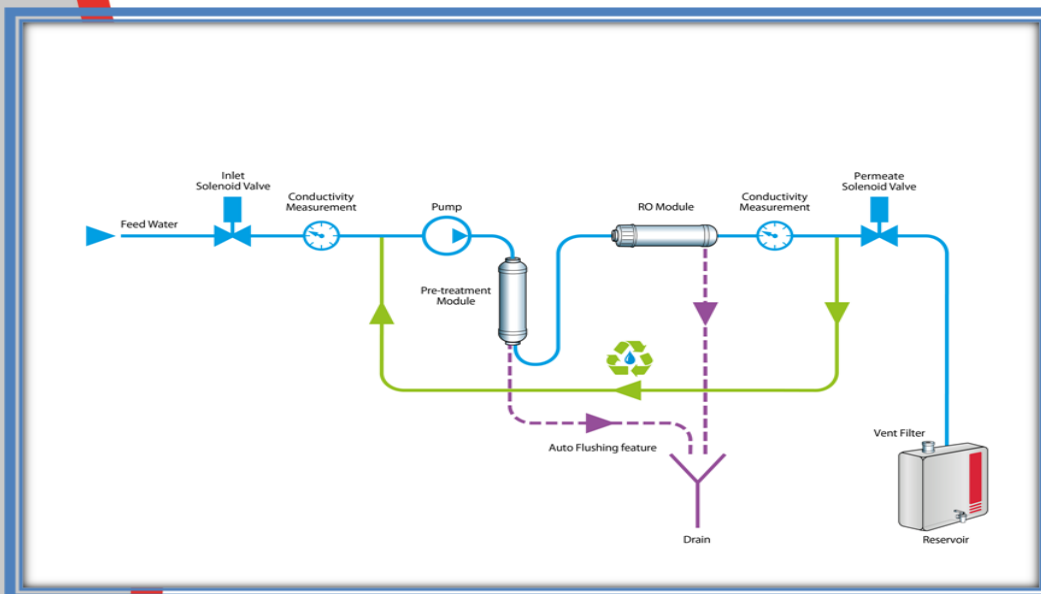 Inlet
Solenoid Valve
Conductivity
Measurement
Pump
RO Module
Conductivity
Measurement
Permeate
Solenoid Valve
Feed Water
Pre-treatment
Module
Auto Flushing feature
Vent Filter
Drain
Reservoir